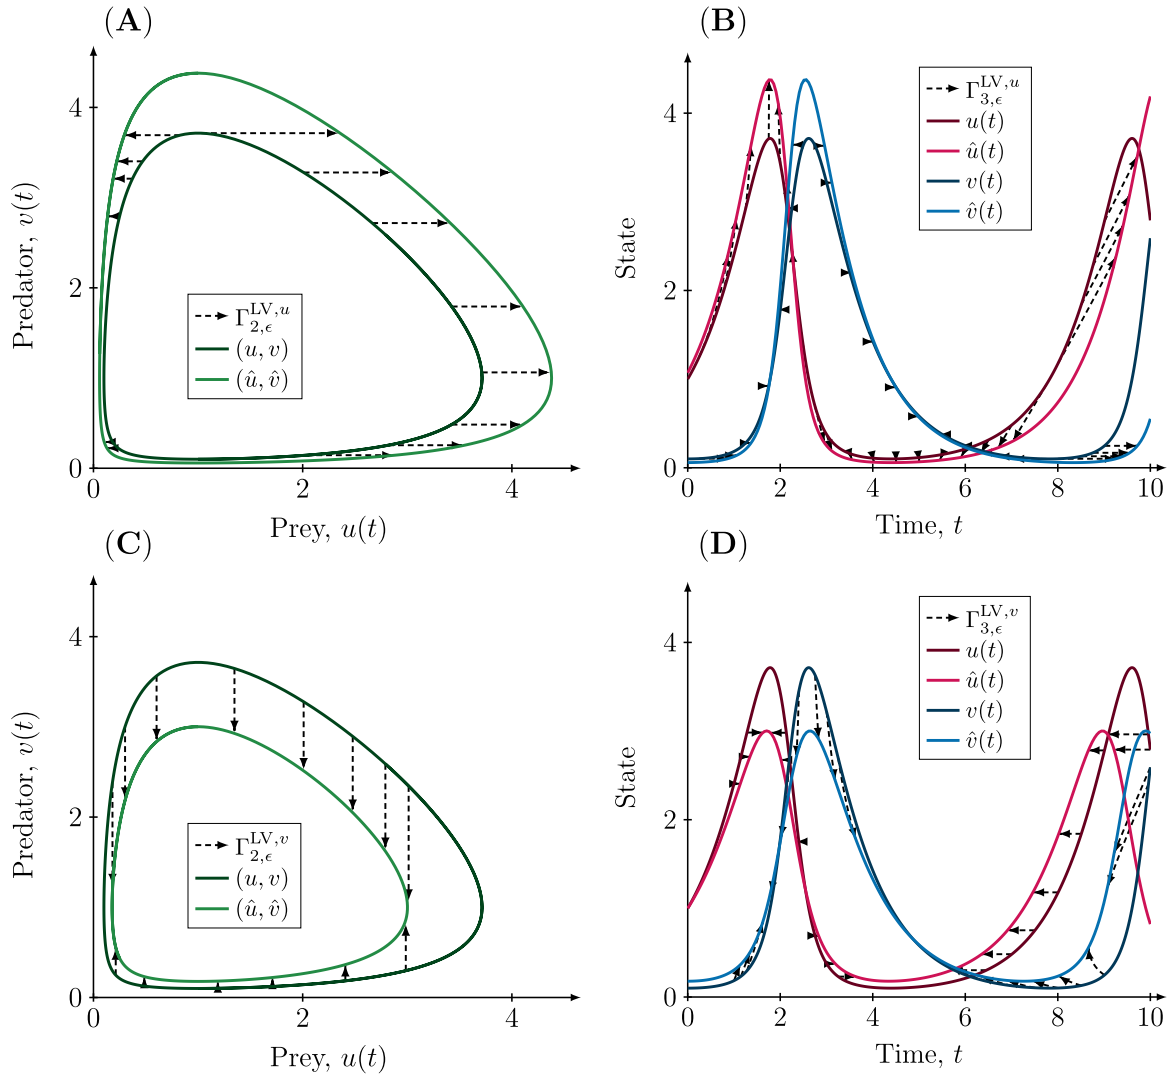 (A)
Predator, v(t)
4
2
0
Γ^{LV,u}_{2,ϵ}
(u, v)
(û, v̂)
0
2
4
Prey, u(t)
(B)
State
4
2
0
Γ^{LV,u}_{3,ϵ}
u(t)
û(t)
v(t)
v̂(t)
0
2
4
6
8
10
Time, t
(C)
Predator, v(t)
4
2
0
Γ^{LV,v}_{2,ϵ}
(u, v)
(û, v̂)
0
2
4
Prey, u(t)
(D)
State
4
2
0
Γ^{LV,v}_{3,ϵ}
u(t)
û(t)
v(t)
v̂(t)
0
2
4
6
8
10
Time, t